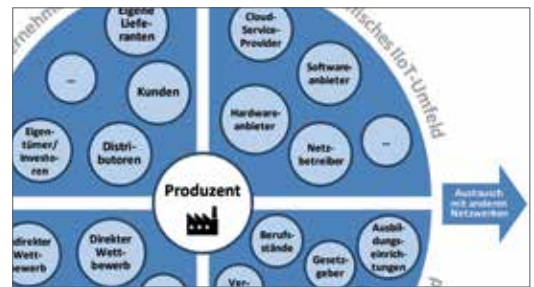 Eigene
Liefe-
ranten
...
Kunden
Eigen-
tümer/
Investo-
ren
Distri-
butoren
Cloud-
Service-
Provider
Software-
anbieter
Hardware-
anbieter
Netz-
betreiber
...
misches IIoT-Umfeld
Produzent
Austausch
mit anderen
Netzwerken
direkter
Wett-
bewerb
Direkter
Wett-
bewerb
Berufs-
stände
Gesetz-
geber
Ausbil-
dungs-
einrich-
tungen
Ver-